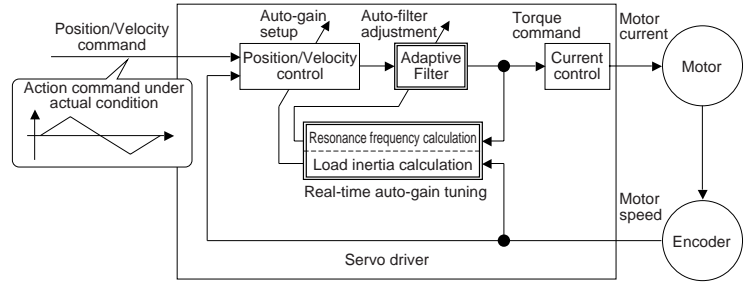 Position/Velocity
command
Action command under
actual condition
Auto-gain
setup
Auto-filter
adjustment
Torque
command
Motor
current
Position/Velocity
control
Adaptive
Filter
Current
control
Motor
Resonance frequency calculation
Load inertia calculation
Real-time auto-gain tuning
Motor
speed
Encoder
Servo driver